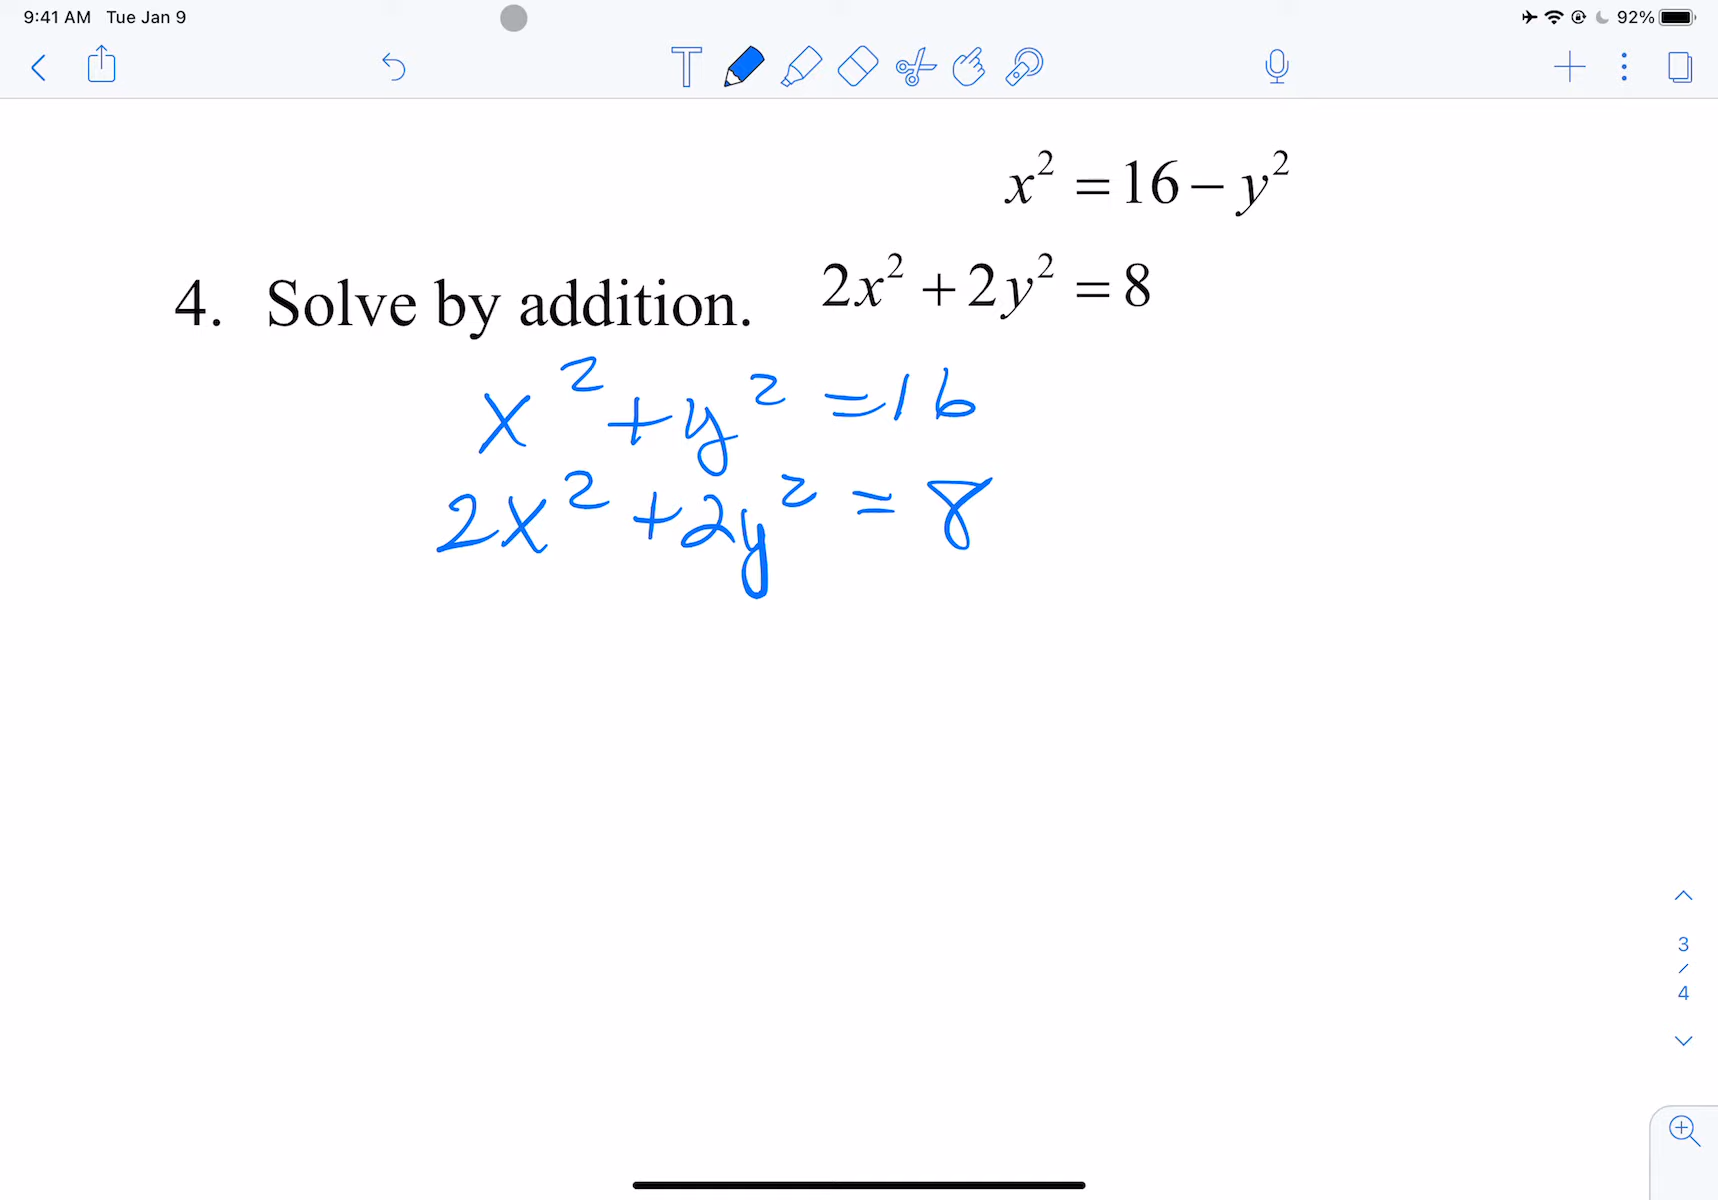 9:41 AM Tue Jan 9
92%
x² = 16 − y²
4. Solve by addition. 2x² + 2y² = 8
x² + y² = 16
2x² + 2y² = 8
3
/
4